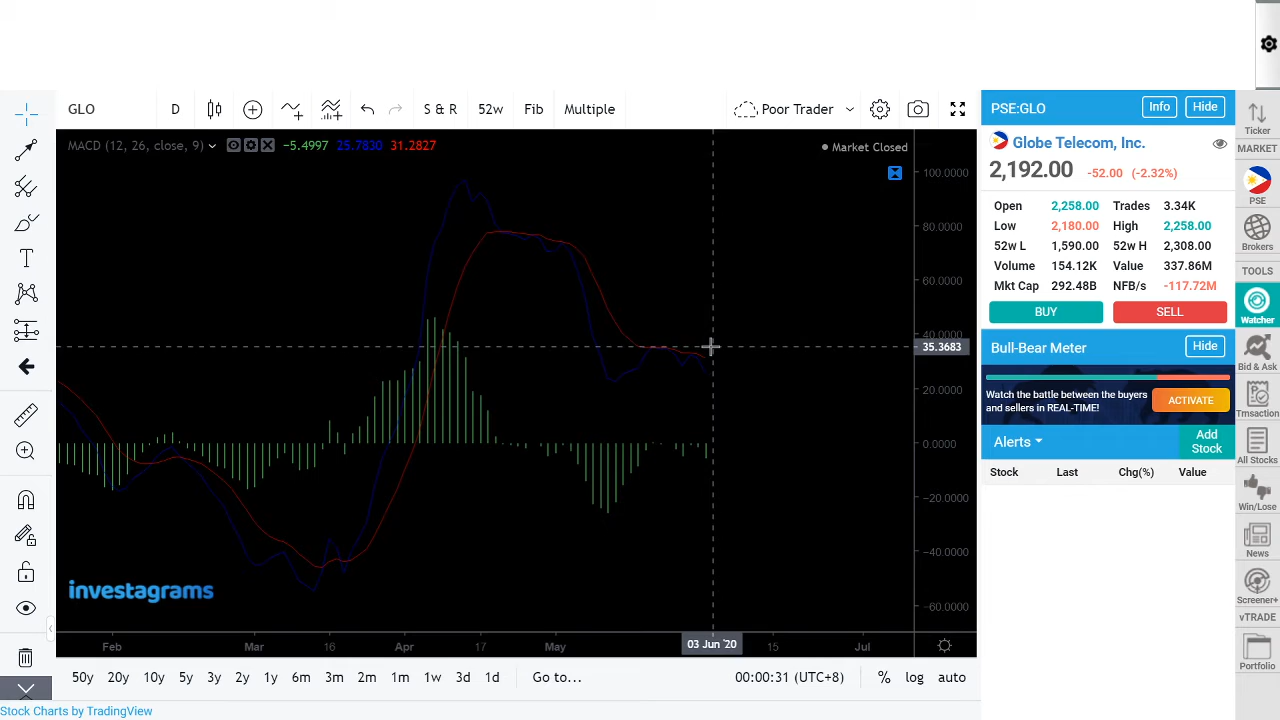 GLO D S & R 52w Fib Multiple Poor Trader
MACD (12, 26, close, 9) −5.4997 25.7830 31.2827
Market Closed
100.0000
80.0000
60.0000
40.0000
35.3683
20.0000
0.0000
−20.0000
−40.0000
−60.0000
investagrams
Feb Mar 16 Apr 17 May 03 Jun '20 15 Jul
50y 20y 10y 5y 3y 2y 1y 6m 3m 2m 1m 1w 3d 1d Go to... 00:00:31 (UTC+8) % log auto
Stock Charts by TradingView
PSE:GLO Info Hide
Globe Telecom, Inc.
2,192.00 -52.00 (-2.32%)
Open 2,258.00 Trades 3.34K
Low 2,180.00 High 2,258.00
52w L 1,590.00 52w H 2,308.00
Volume 154.12K Value 337.86M
Mkt Cap 292.48B NFB/s -117.72M
BUY SELL
Bull-Bear Meter Hide
Watch the battle between the buyers
and sellers in REAL-TIME!
ACTIVATE
Alerts Add
Stock
Stock Last Chg(%) Value
Ticker
MARKET
PSE
Brokers
TOOLS
Watcher
Bid & Ask
Trnsaction
All Stocks
Win/Lose
News
Screener+
vTRADE
Portfolio